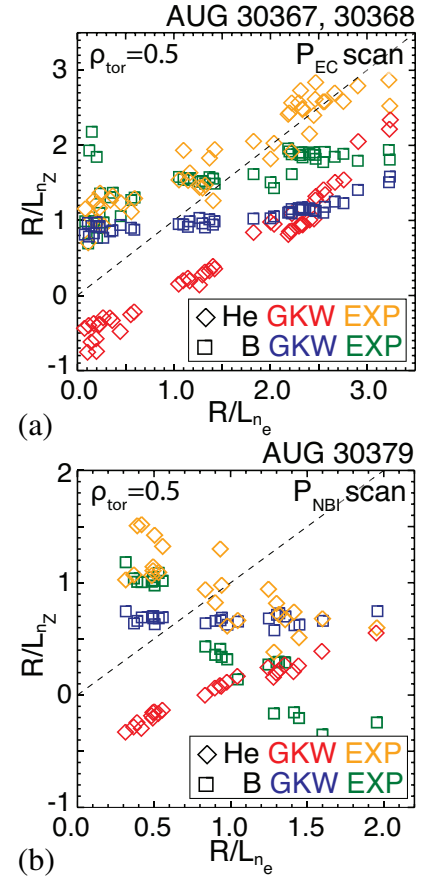 AUG 30367, 30368
ρtor=0.5 PEC scan
3
2
1
0
-1
R/LnZ
He GKW EXP
B GKW EXP
0.0 1.0 2.0 3.0
R/Lne
(a)
AUG 30379
2
ρtor=0.5 PNBI scan
1
0
-1
R/LnZ
He GKW EXP
B GKW EXP
0.0 0.5 1.0 1.5 2.0
R/Lne
(b)